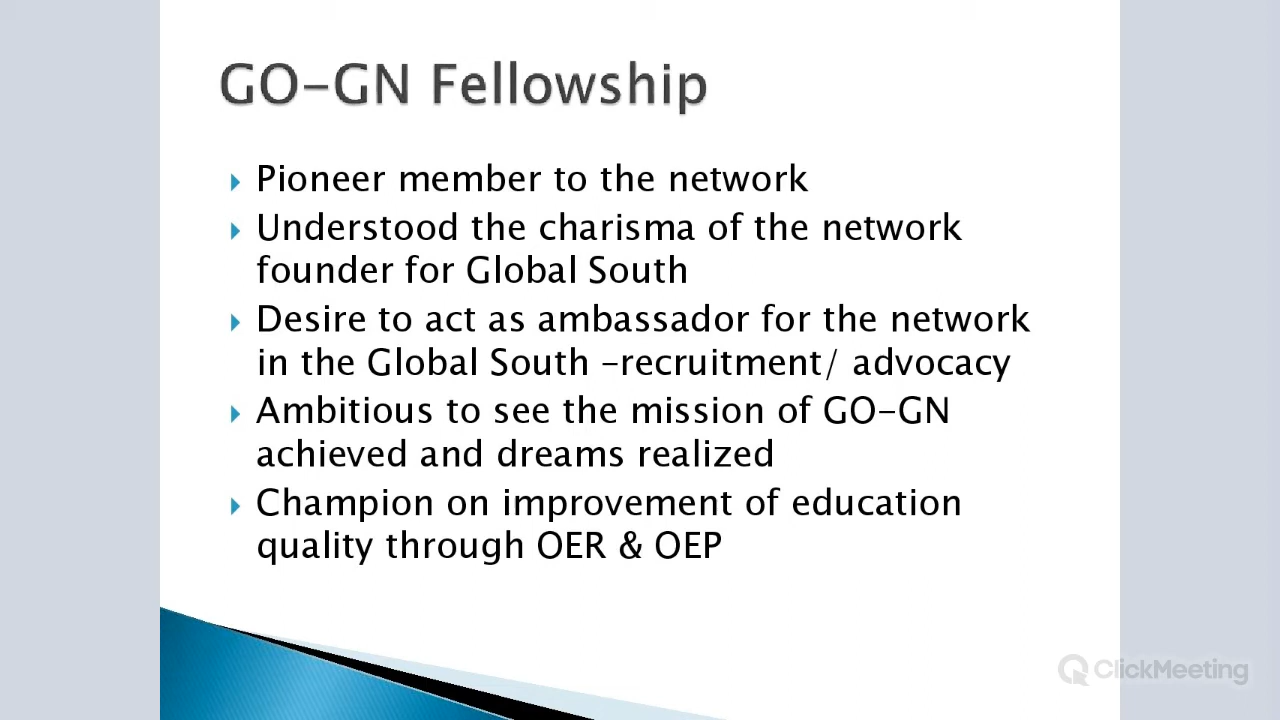 GO-GN Fellowship
Pioneer member to the network
Understood the charisma of the network
founder for Global South
Desire to act as ambassador for the network
in the Global South -recruitment/ advocacy
Ambitious to see the mission of GO-GN
achieved and dreams realized
Champion on improvement of education
quality through OER & OEP
ClickMeeting